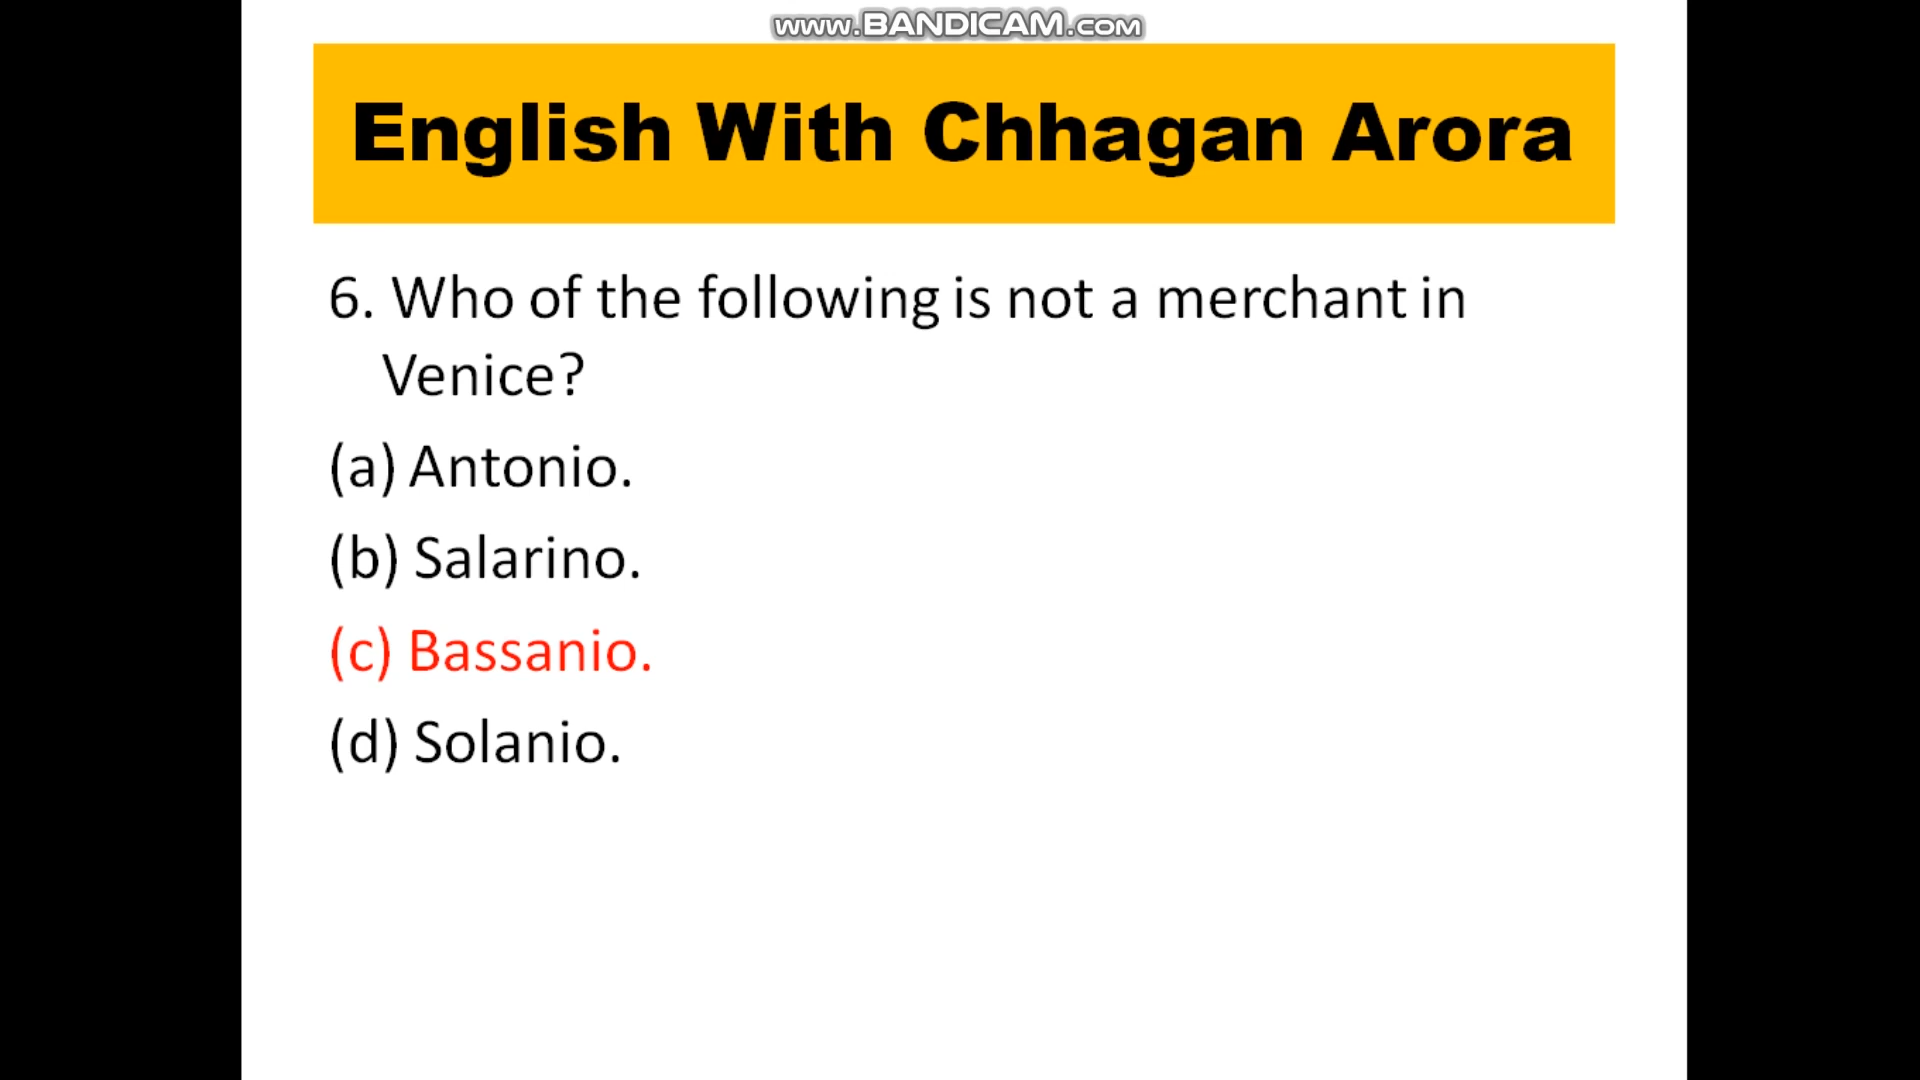 www.BANDICAM.com
English With Chhagan Arora
6. Who of the following is not a merchant in
Venice?
(a) Antonio.
(b) Salarino.
(c) Bassanio.
(d) Solanio.